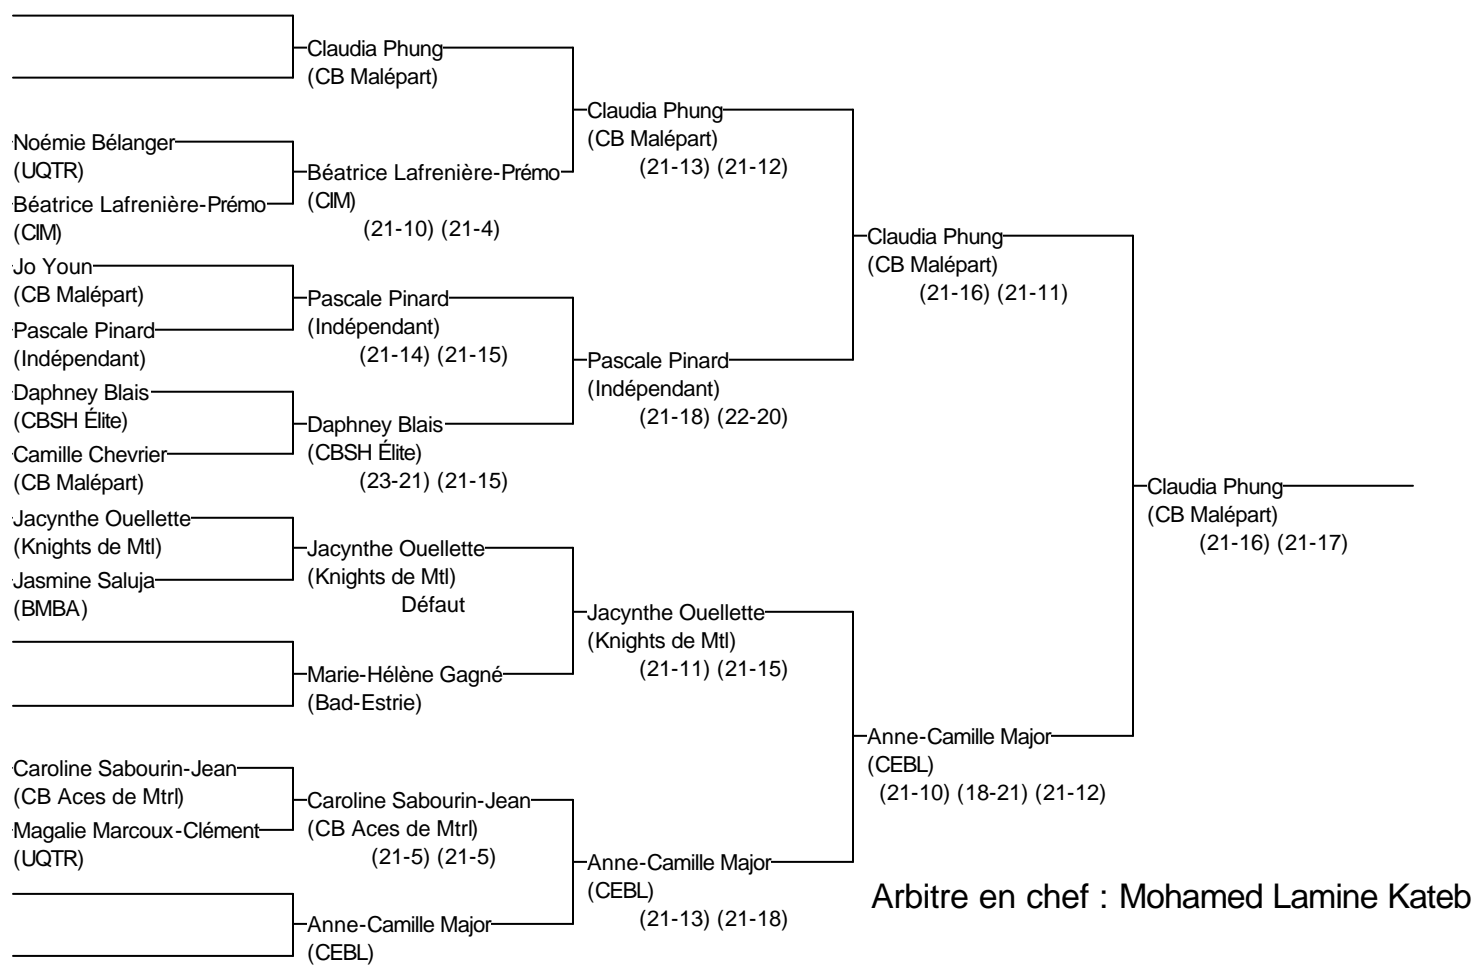 Claudia Phung
(CB Malépart)
Claudia Phung
(CB Malépart)
(21-13) (21-12)
Noémie Bélanger
(UQTR)
Béatrice Lafrenière-Prémo
(CIM)
Béatrice Lafrenière-Prémo
(CIM)
(21-10) (21-4)
Claudia Phung
(CB Malépart)
(21-16) (21-11)
Jo Youn
(CB Malépart)
Pascale Pinard
(Indépendant)
Pascale Pinard
(Indépendant)
(21-14) (21-15)
Pascale Pinard
(Indépendant)
(21-18) (22-20)
Daphney Blais
(CBSH Élite)
Camille Chevrier
(CB Malépart)
Daphney Blais
(CBSH Élite)
(23-21) (21-15)
Claudia Phung
(CB Malépart)
(21-16) (21-17)
Jacynthe Ouellette
(Knights de Mtl)
Jasmine Saluja
(BMBA)
Jacynthe Ouellette
(Knights de Mtl)
Défaut
Jacynthe Ouellette
(Knights de Mtl)
(21-11) (21-15)
Marie-Hélène Gagné
(Bad-Estrie)
Anne-Camille Major
(CEBL)
(21-10) (18-21) (21-12)
Caroline Sabourin-Jean
(CB Aces de Mtrl)
Magalie Marcoux-Clément
(UQTR)
Caroline Sabourin-Jean
(CB Aces de Mtrl)
(21-5) (21-5)
Anne-Camille Major
(CEBL)
(21-13) (21-18)
Anne-Camille Major
(CEBL)
Arbitre en chef : Mohamed Lamine Kateb